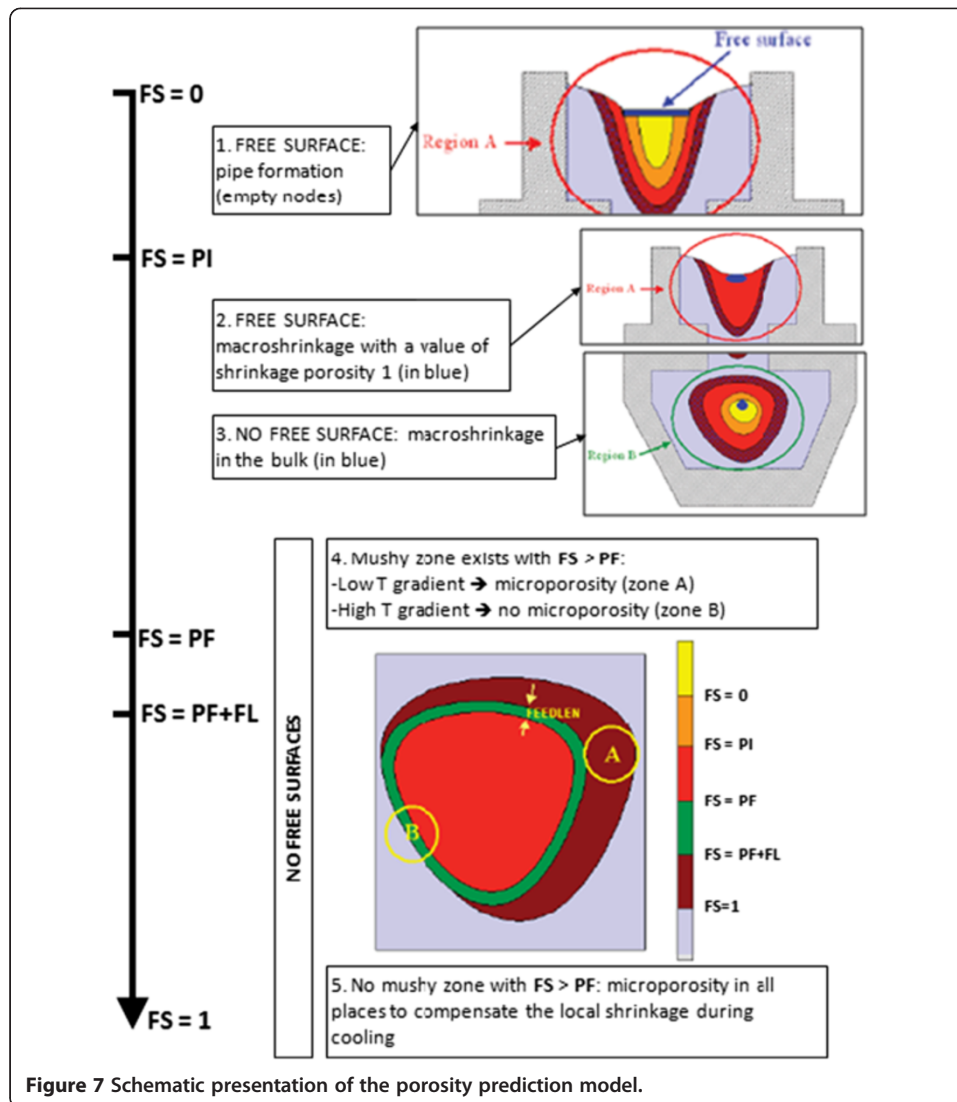 FS = 0
FS = PI
FS = PF
FS = PF+FL
FS = 1
1. FREE SURFACE:
pipe formation
(empty nodes)
Free surface
Region A
2. FREE SURFACE:
macroshrinkage with a value of
shrinkage porosity 1 (in blue)
Region A
3. NO FREE SURFACE: macroshrinkage
in the bulk (in blue)
Region B
NO FREE SURFACES
4. Mushy zone exists with FS > PF:
-Low T gradient ➔ microporosity (zone A)
-High T gradient ➔ no microporosity (zone B)
FEEDLEN
A
B
FS = 0
FS = PI
FS = PF
FS = PF+FL
FS=1
5. No mushy zone with FS > PF: microporosity in all
places to compensate the local shrinkage during
cooling
Figure 7 Schematic presentation of the porosity prediction model.